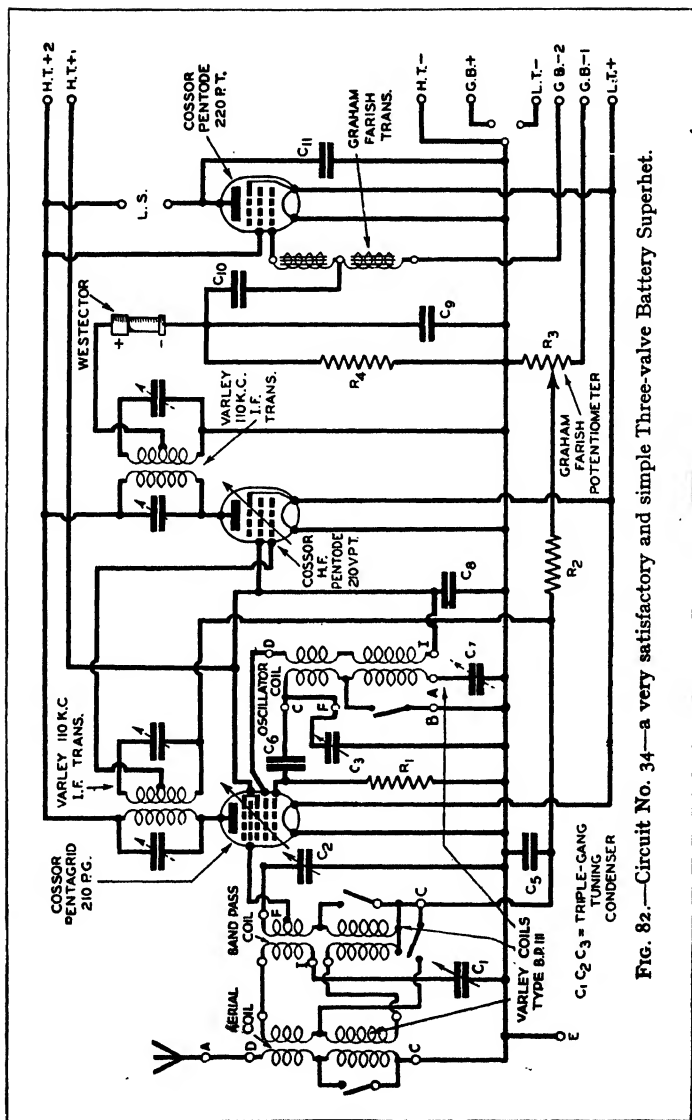 H.T.+2
H.T.+1
COSSOR
PENTODE
220 P.T.
L.S.
C11
GRAHAM
FARISH
TRANS.
H.T.-
G.B.+
L.T.-
G B.-2
G.B.-1
L.T.+
WESTECTOR
+
-
C10
C9
R4
R3
GRAHAM
FARISH
POTENTIOMETER
VARLEY
110 K.C.
I.F.
TRANS.
COSSOR
H.F.
PENTODE
210 V.P.T.
R2
C8
VARLEY 110 K.C
I.F. TRANS.
D
OSCILLATOR
COIL
I
C
F
A
B
C7
C6
C3
R1
COSSOR
PENTAGRID
210 P.G.
C2
C5
BAND PASS
COIL
F
I
C
C1
VARLEY COILS
TYPE B.P.III
AERIAL
COIL
A
D
C
E
C1 C2 C3 = TRIPLE-GANG
TUNING
CONDENSER
FIG. 82.—Circuit No. 34—a very satisfactory and simple Three-valve Battery Superhet.